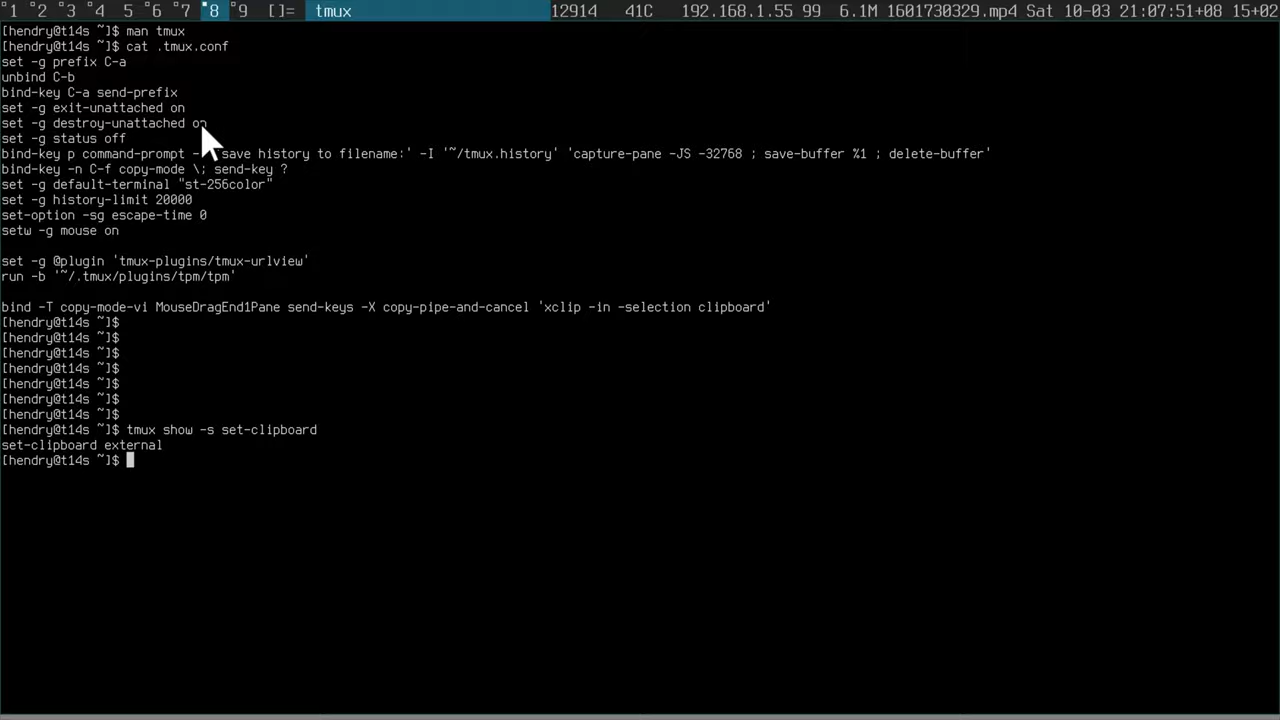 1 2 3 4 5 6 7 8 9 []= tmux 12914 41C 192.168.1.55 99 6.1M 1601730329.mp4 Sat 10-03 21:07:51+08 15+02
[hendry@t14s ~]$ man tmux
[hendry@t14s ~]$ cat .tmux.conf
set -g prefix C-a
unbind C-b
bind-key C-a send-prefix
set -g exit-unattached on
set -g destroy-unattached on
set -g status off
bind-key p command-prompt - save history to filename:' -I '~/tmux.history' 'capture-pane -JS -32768 ; save-buffer %1 ; delete-buffer'
bind-key -n C-f copy-mode \; send-key ?
set -g default-terminal "st-256color"
set -g history-limit 20000
set-option -sg escape-time 0
setw -g mouse on
set -g @plugin 'tmux-plugins/tmux-urlview'
run -b '~/.tmux/plugins/tpm/tpm'
bind -T copy-mode-vi MouseDragEnd1Pane send-keys -X copy-pipe-and-cancel 'xclip -in -selection clipboard'
[hendry@t14s ~]$
[hendry@t14s ~]$
[hendry@t14s ~]$
[hendry@t14s ~]$
[hendry@t14s ~]$
[hendry@t14s ~]$
[hendry@t14s ~]$
[hendry@t14s ~]$ tmux show -s set-clipboard
set-clipboard external
[hendry@t14s ~]$